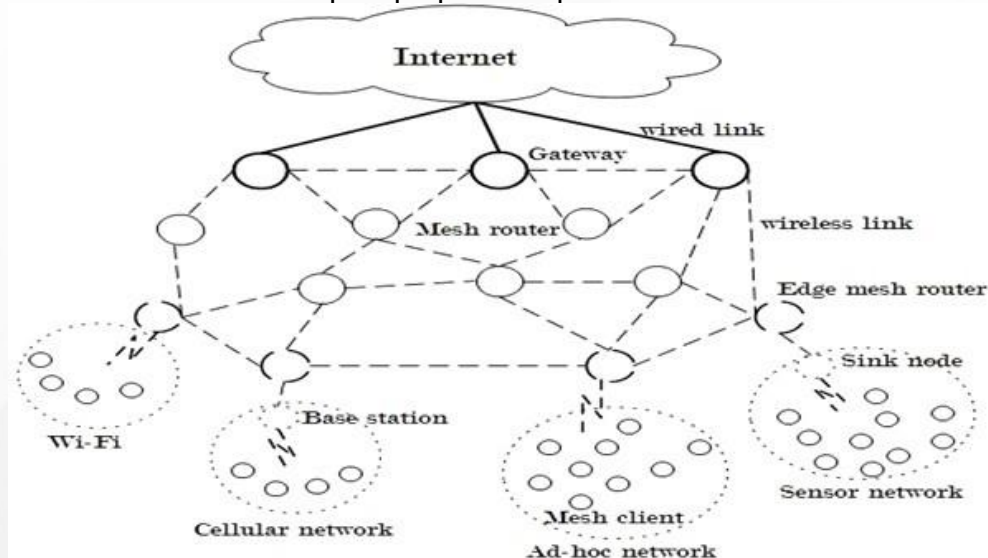 Internet
wired link
Gateway
Mesh router
wireless link
Edge mesh router
Sink node
Base station
Wi-Fi
Sensor network
Mesh client
Cellular network
Ad-hoc network